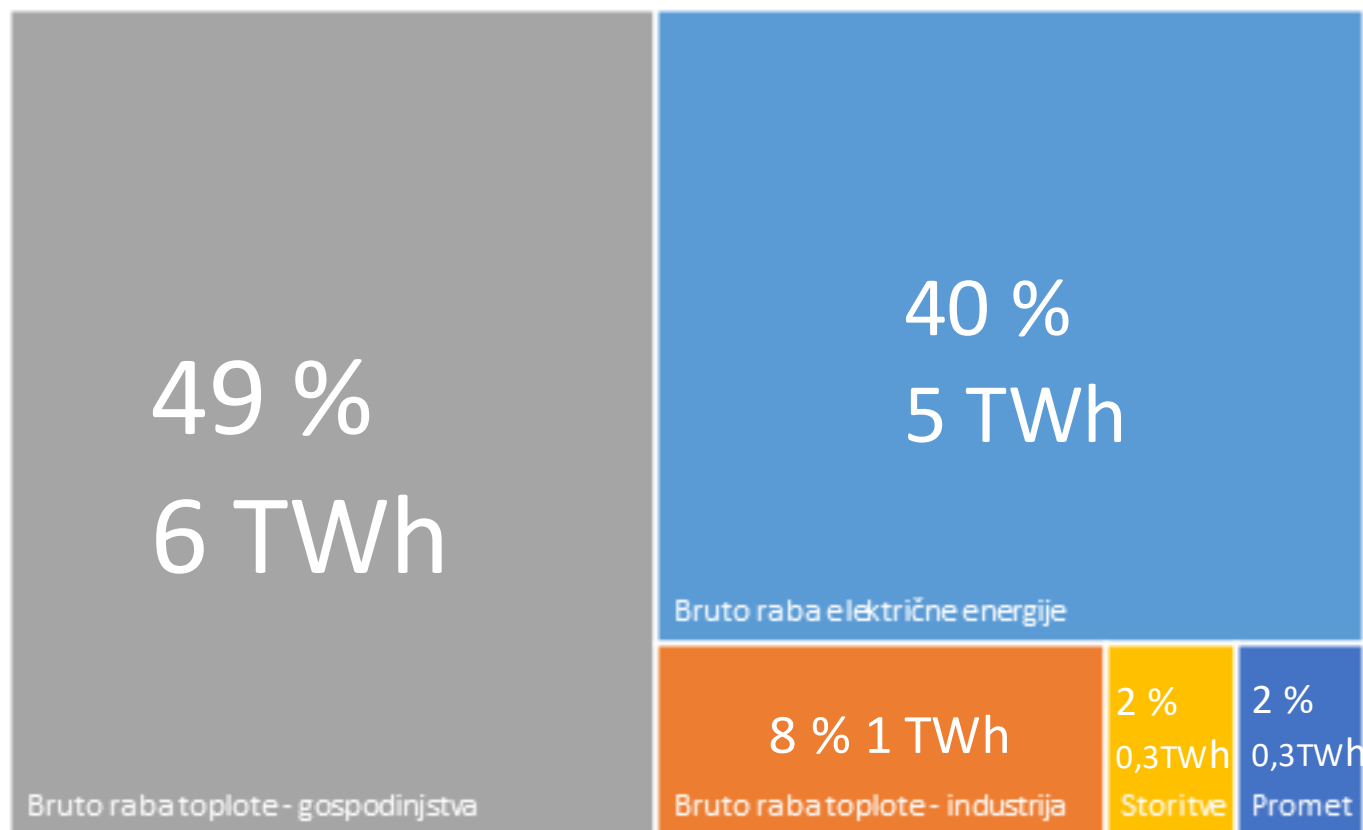 49 %
6 TWh
Bruto raba toplote - gospodinjstva
40 %
5 TWh
Bruto raba električne energije
8 % 1 TWh
Bruto raba toplote - industrija
2 %
0,3TWh
Storitve
2 %
0,3TWh
Promet